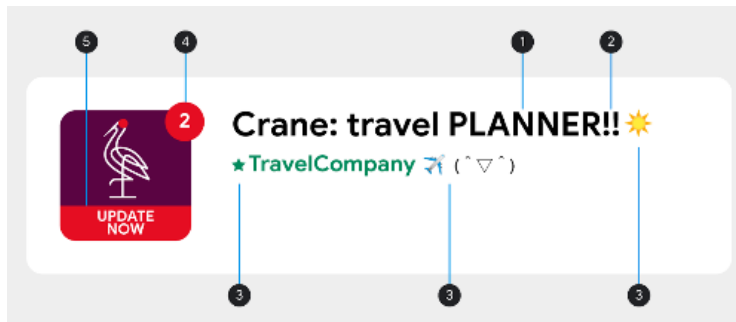 5 4 1 2
2
Crane: travel PLANNER!!☀️
★TravelCompany ✈️ (ˆ▽ˆ)
UPDATE
NOW
3 3 3